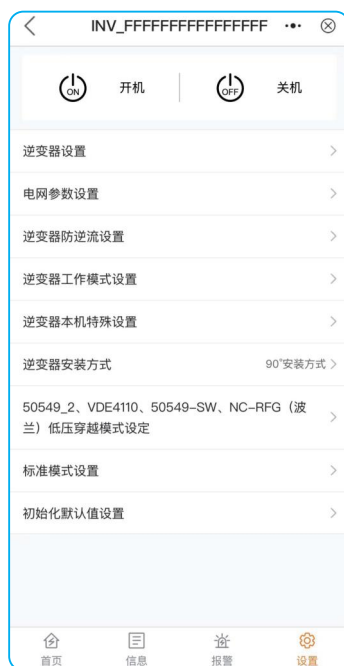 INV_FFFFFFFFFFFFFFFF
ON 开机 OFF 关机
逆变器设置
电网参数设置
逆变器防逆流设置
逆变器工作模式设置
逆变器本机特殊设置
逆变器安装方式 90°安装方式
50549_2、VDE4110、50549-SW、NC-RFG（波
兰）低压穿越模式设定
标准模式设置
初始化默认值设置
首页 信息 报警 设置